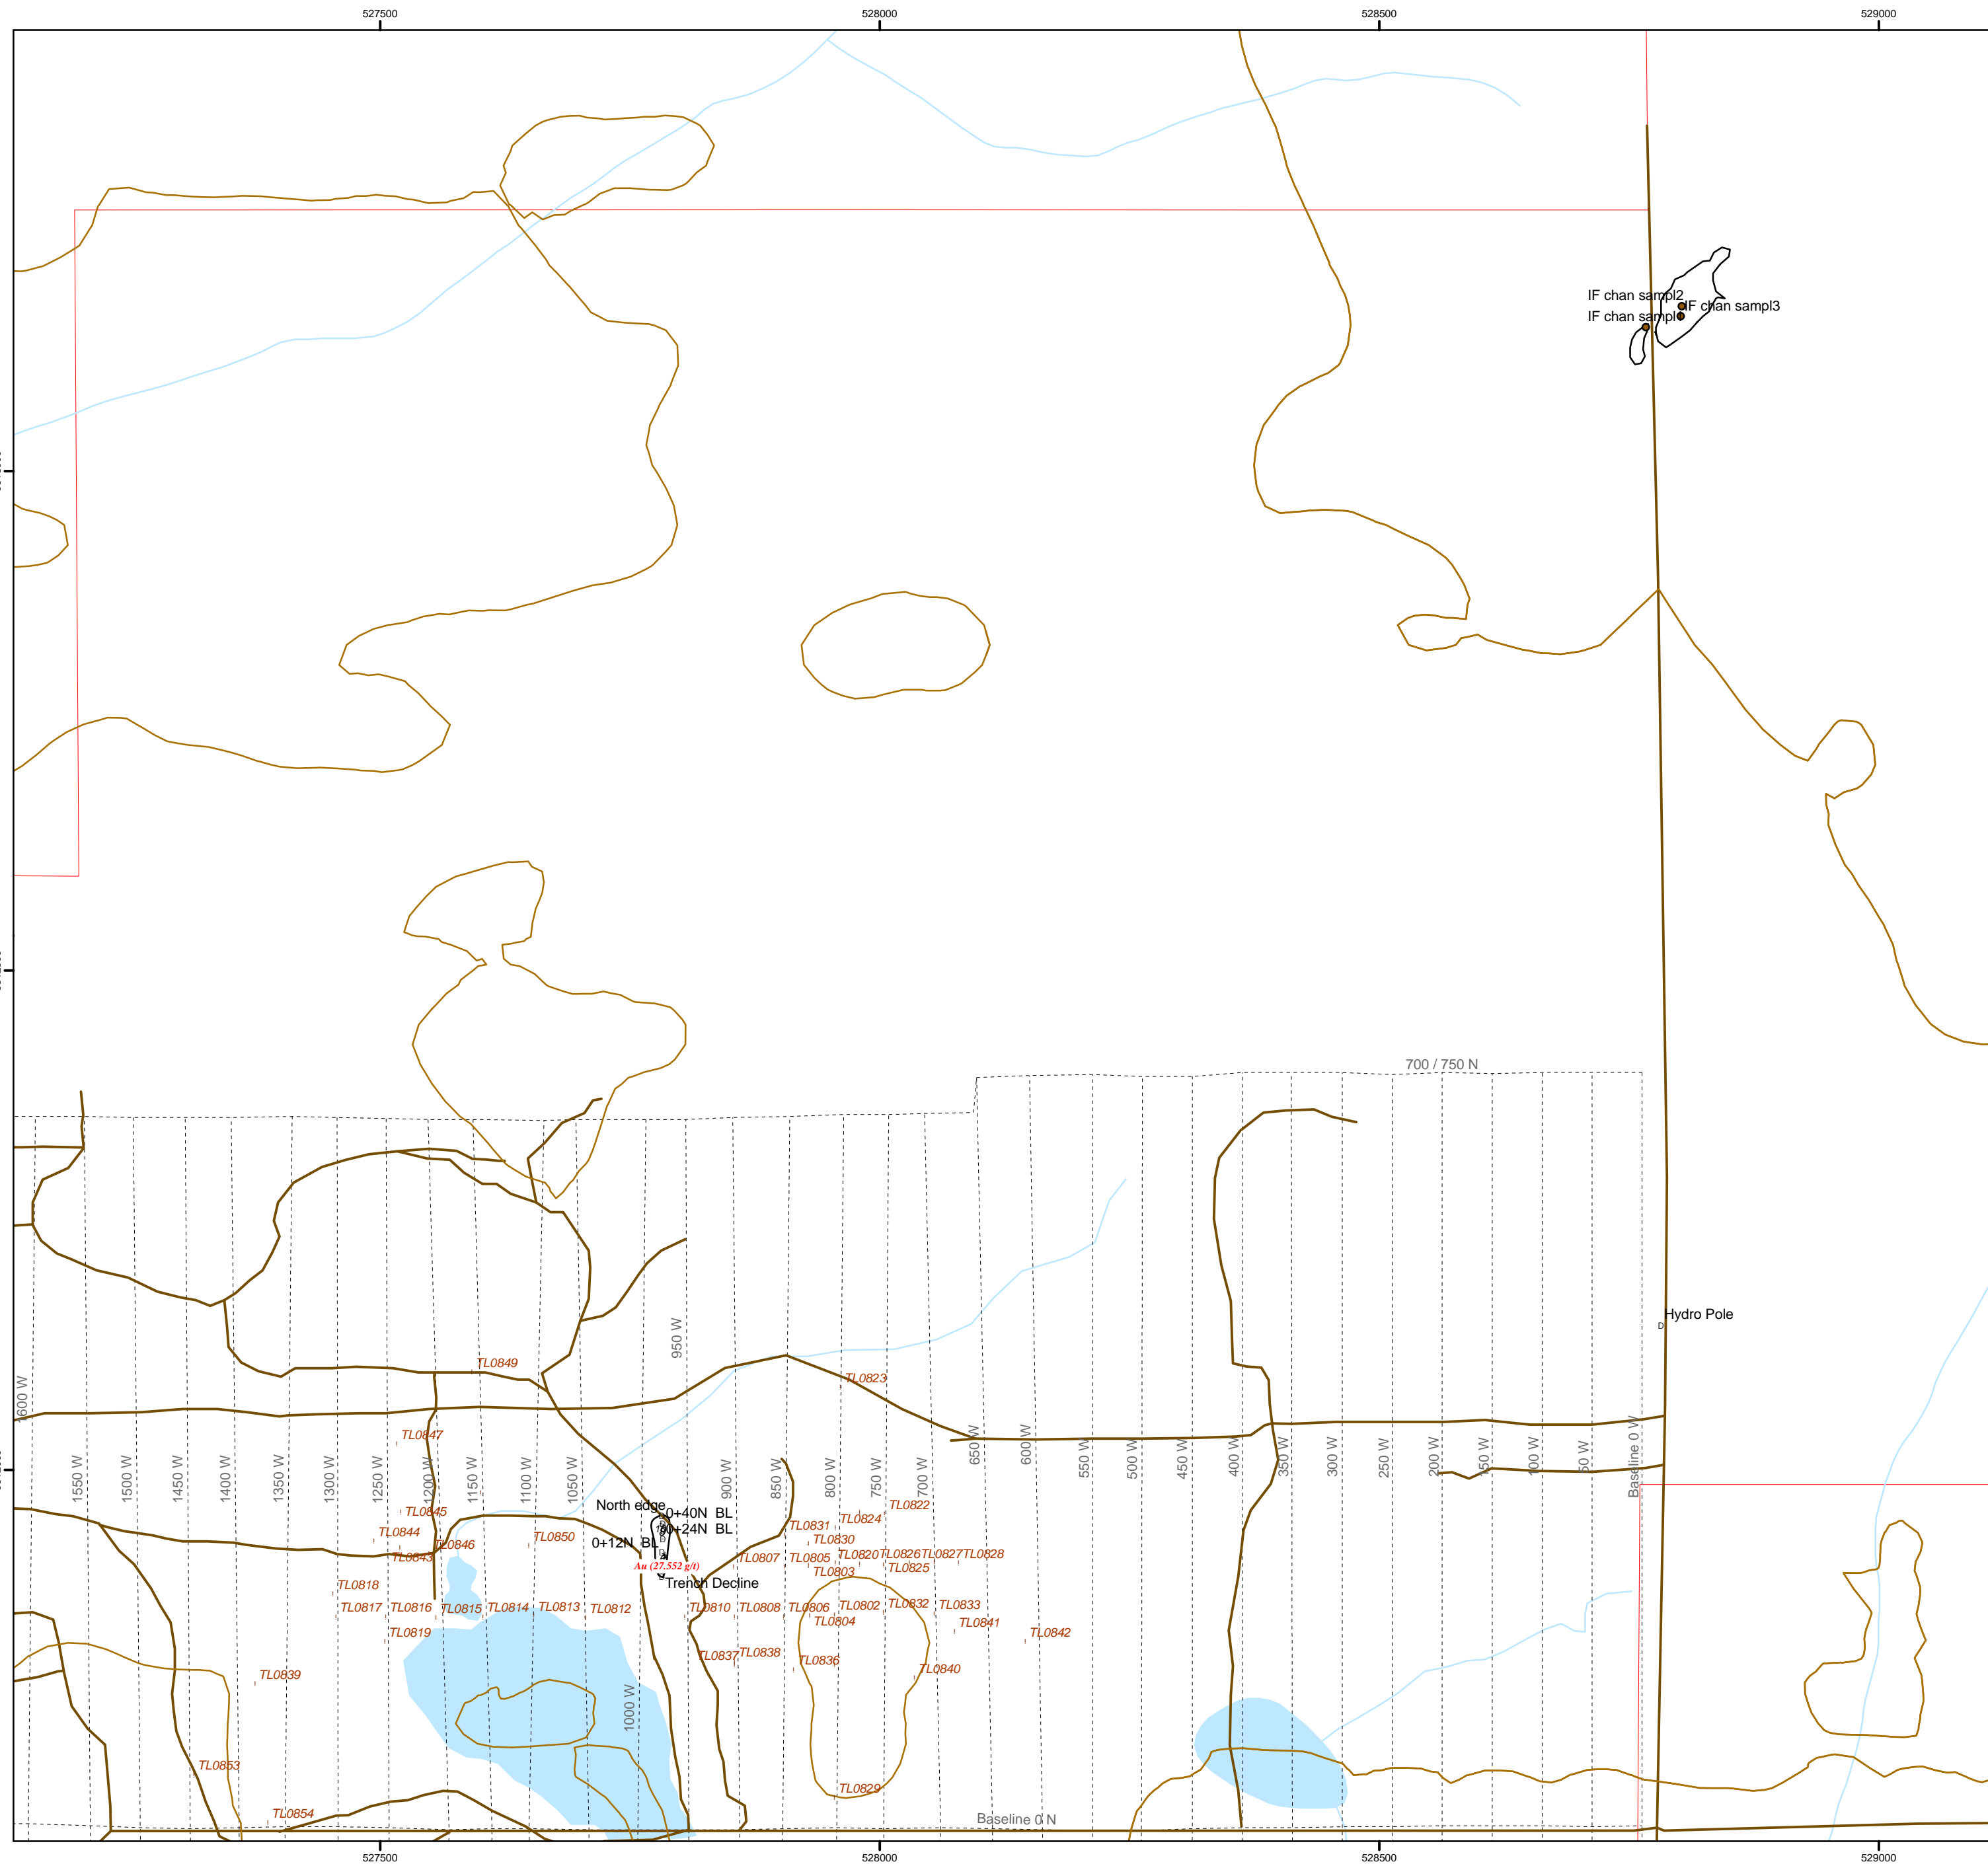 527500
528000
528500
529000
IF chan sampl2
IF chan sampl3
IF chan sampl1
700 / 750 N
Hydro Pole
950 W
TL0849
TL0823
1600 W
1550 W
1500 W
1450 W
1400 W
1350 W
1300 W
1250 W
1200 W
1150 W
1100 W
1050 W
900 W
850 W
800 W
750 W
700 W
650 W
600 W
550 W
500 W
450 W
400 W
350 W
300 W
250 W
200 W
150 W
100 W
50 W
Baseline 0 W
TL0847
North edge
TL0822
TL0845
0+40N BL
TL0824
TL0844
TL0831
0+24N BL
TL0850
TL0830
TL0846
0+12N BL
TL0843
TL0807
TL0805
TL0820
TL0826
TL0827
TL0828
Au (27.552 g/t)
TL0803
TL0825
TL0818
Trench Decline
TL0817
TL0816
TL0815
TL0814
TL0813
TL0812
TL0810
TL0808
TL0806
TL0802
TL0832
TL0833
TL0804
TL0841
TL0819
TL0842
TL0837
TL0838
TL0836
TL0840
TL0839
1000 W
TL0853
TL0829
TL0854
Baseline 0 N
527500
528000
528500
529000